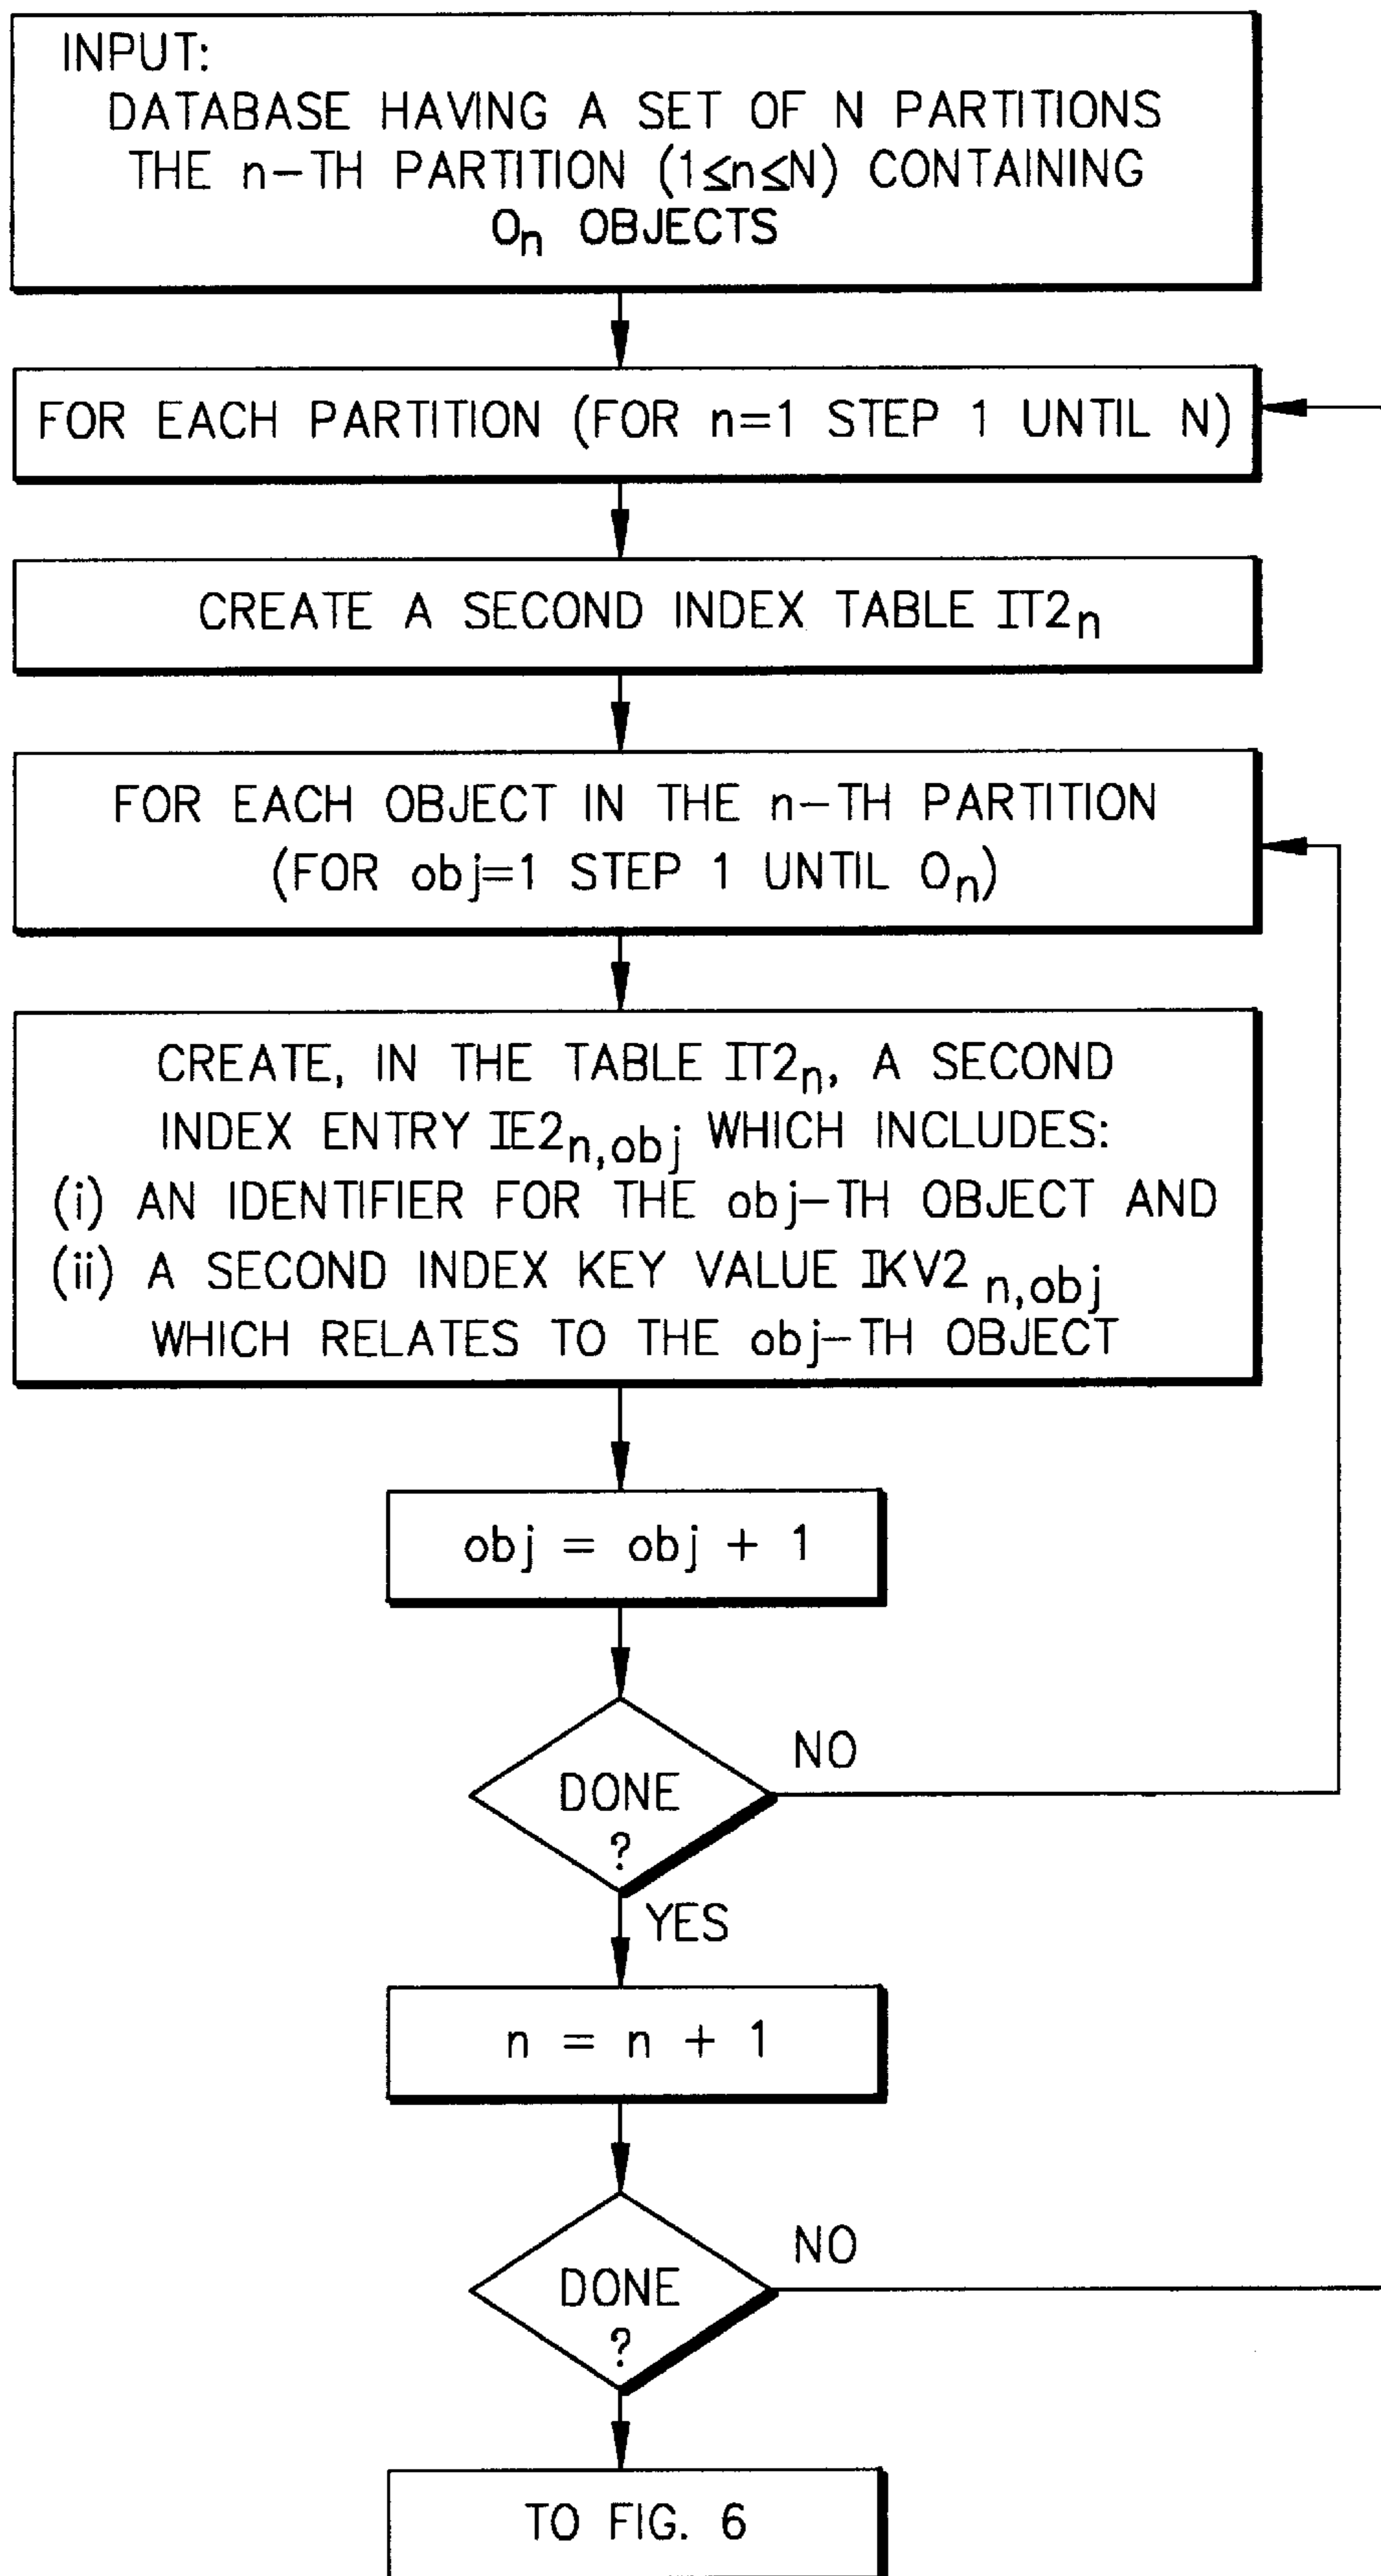 INPUT:
DATABASE HAVING A SET OF N PARTITIONS
THE n-TH PARTITION (1≤n≤N) CONTAINING
Oₙ OBJECTS
FOR EACH PARTITION (FOR n=1 STEP 1 UNTIL N)
CREATE A SECOND INDEX TABLE IT2ₙ
FOR EACH OBJECT IN THE n-TH PARTITION
(FOR obj=1 STEP 1 UNTIL Oₙ)
CREATE, IN THE TABLE IT2ₙ, A SECOND
INDEX ENTRY IE2n,obj WHICH INCLUDES:
(i) AN IDENTIFIER FOR THE obj-TH OBJECT AND
(ii) A SECOND INDEX KEY VALUE IKV2 n,obj
WHICH RELATES TO THE obj-TH OBJECT
obj = obj + 1
NO
DONE
?
YES
n = n + 1
NO
DONE
?
TO FIG. 6